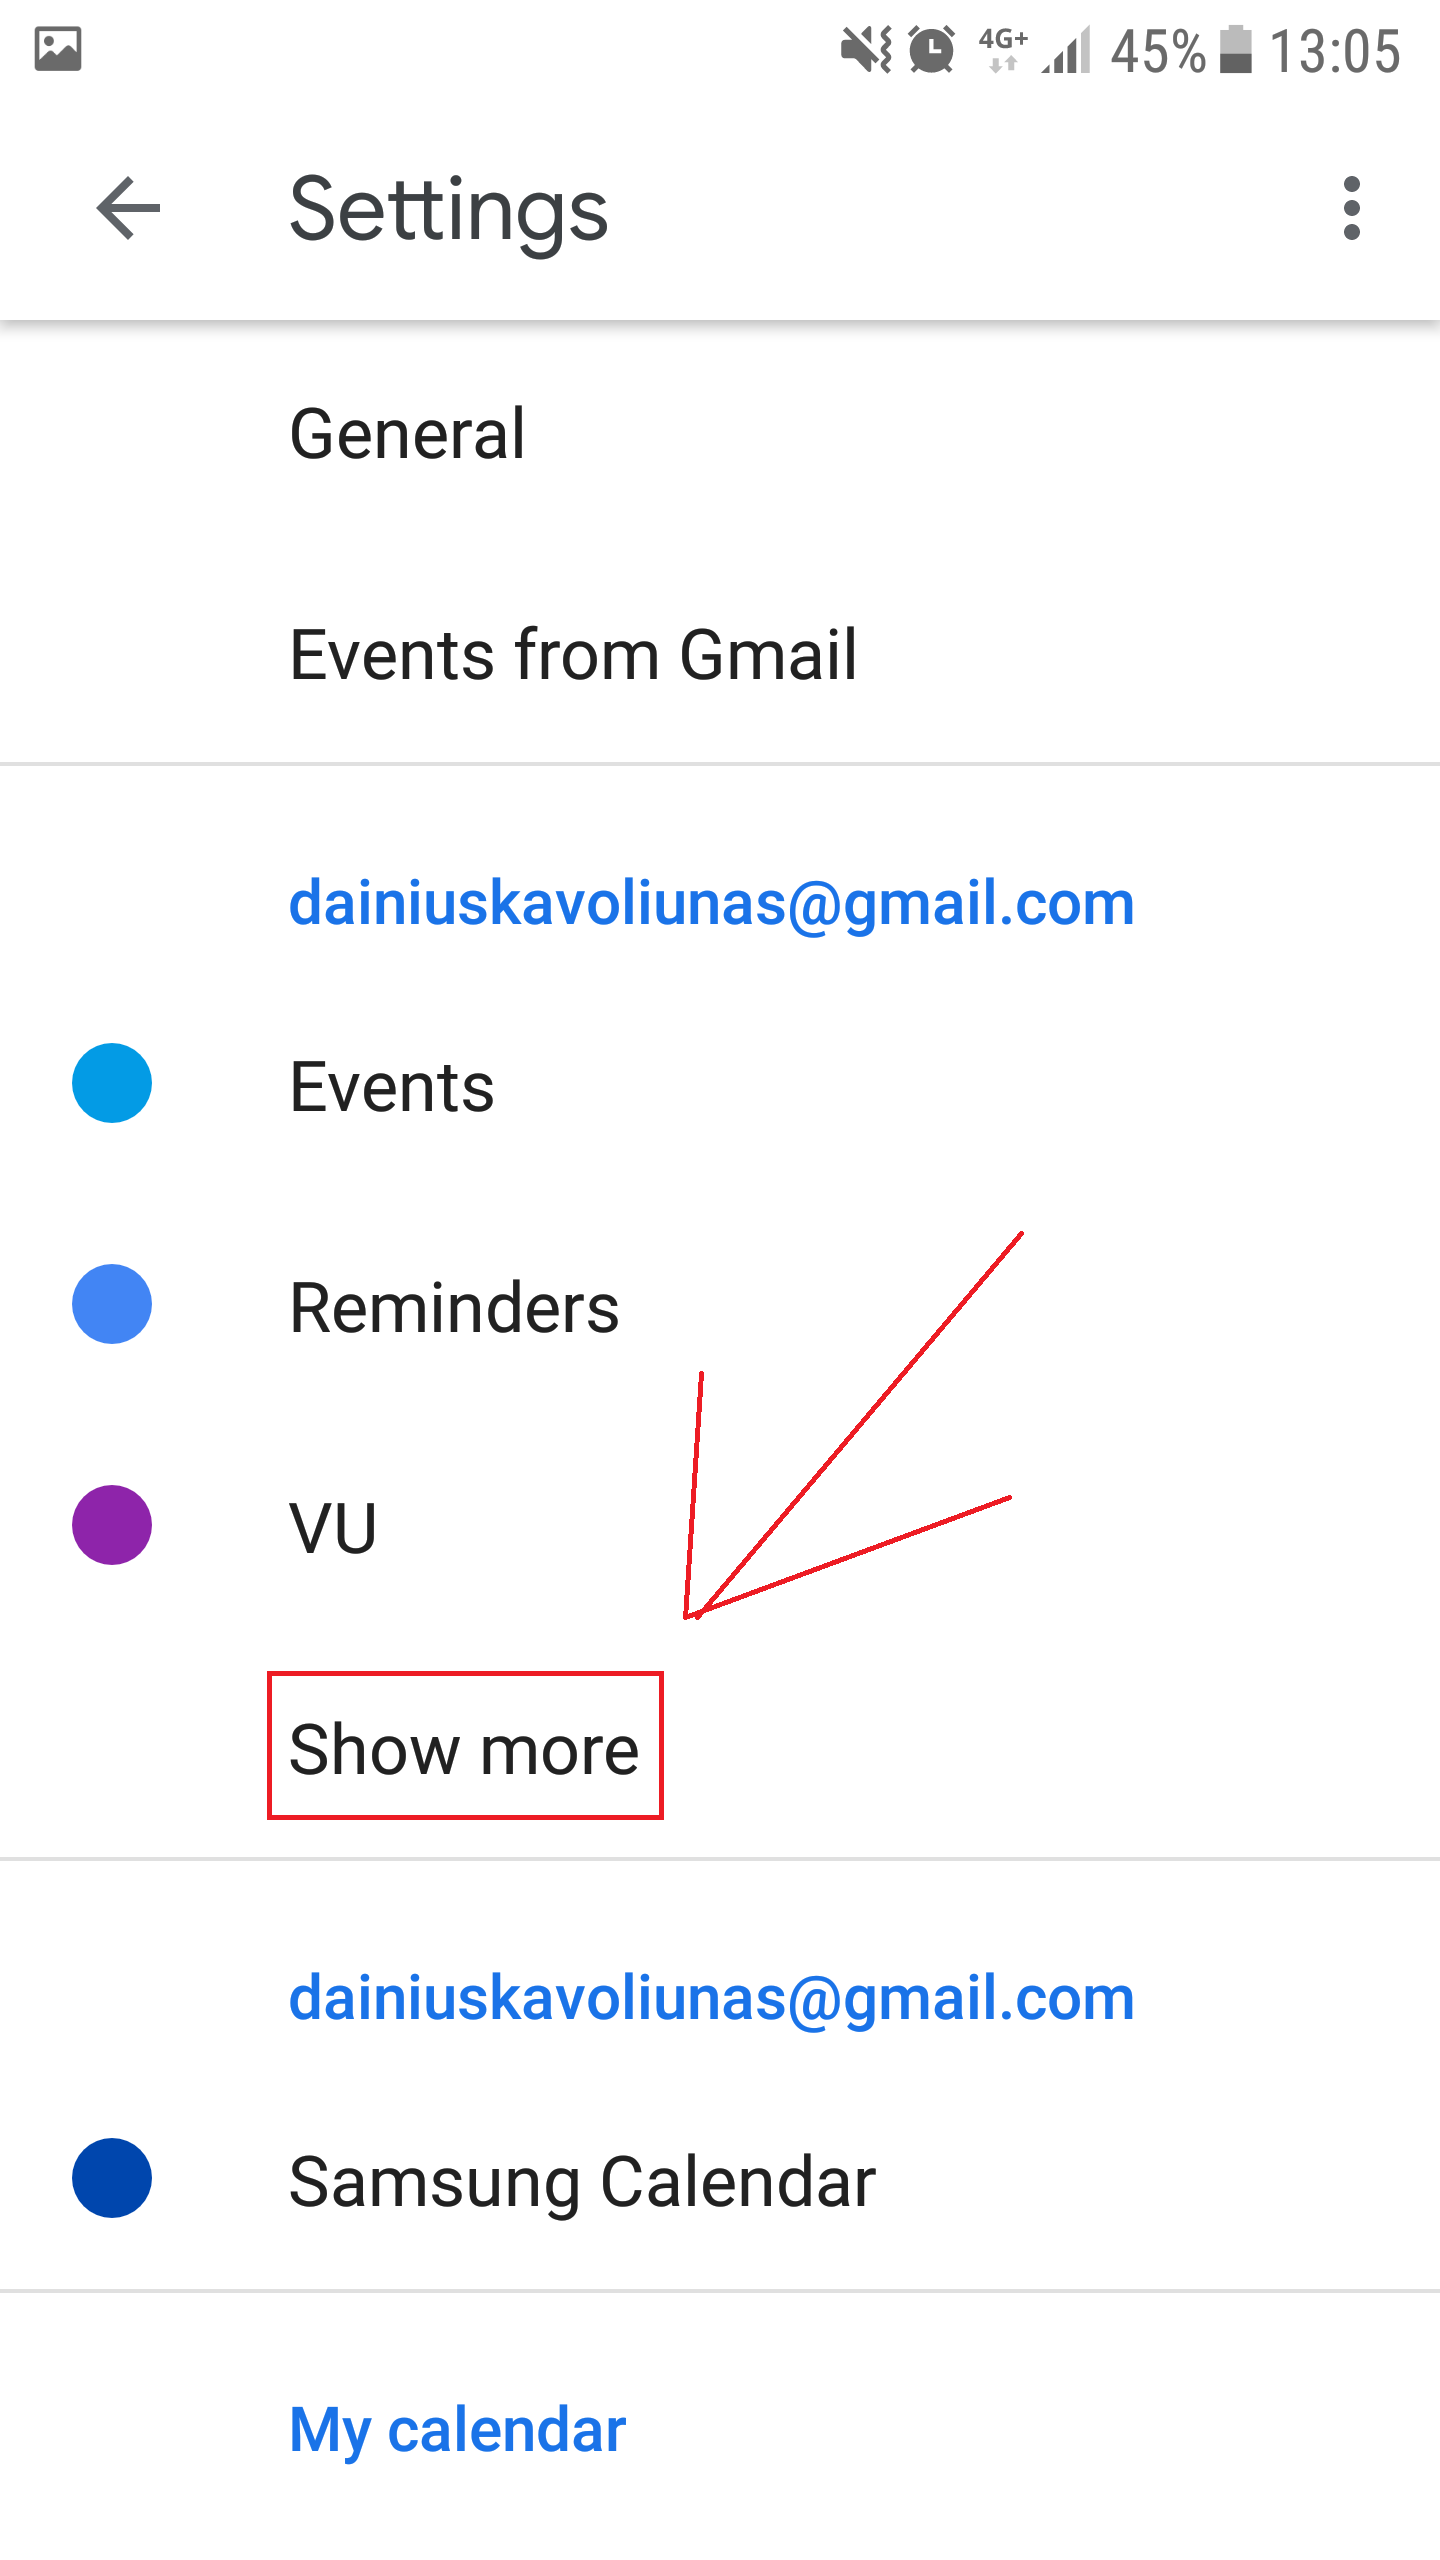 4G+ 45% 13:05
Settings
General
Events from Gmail
dainiuskavoliunas@gmail.com
Events
Reminders
VU
Show more
dainiuskavoliunas@gmail.com
Samsung Calendar
My calendar